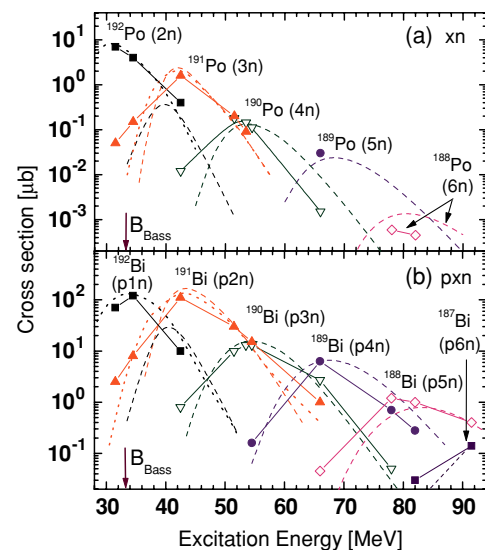 (a) xn
¹⁹²Po (2n)
¹⁹¹Po (3n)
¹⁹⁰Po (4n)
¹⁸⁹Po (5n)
¹⁸⁸Po
(6n)
B_Bass
10¹
10⁰
10⁻¹
10⁻²
10⁻³
Cross section [μb]
(b) pxn
¹⁹²Bi
(p1n)
¹⁹¹Bi (p2n)
¹⁹⁰Bi (p3n)
¹⁸⁹Bi (p4n)
¹⁸⁸Bi (p5n)
¹⁸⁷Bi
(p6n)
B_Bass
10²
10¹
10⁰
10⁻¹
30 40 50 60 70 80 90
Excitation Energy [MeV]